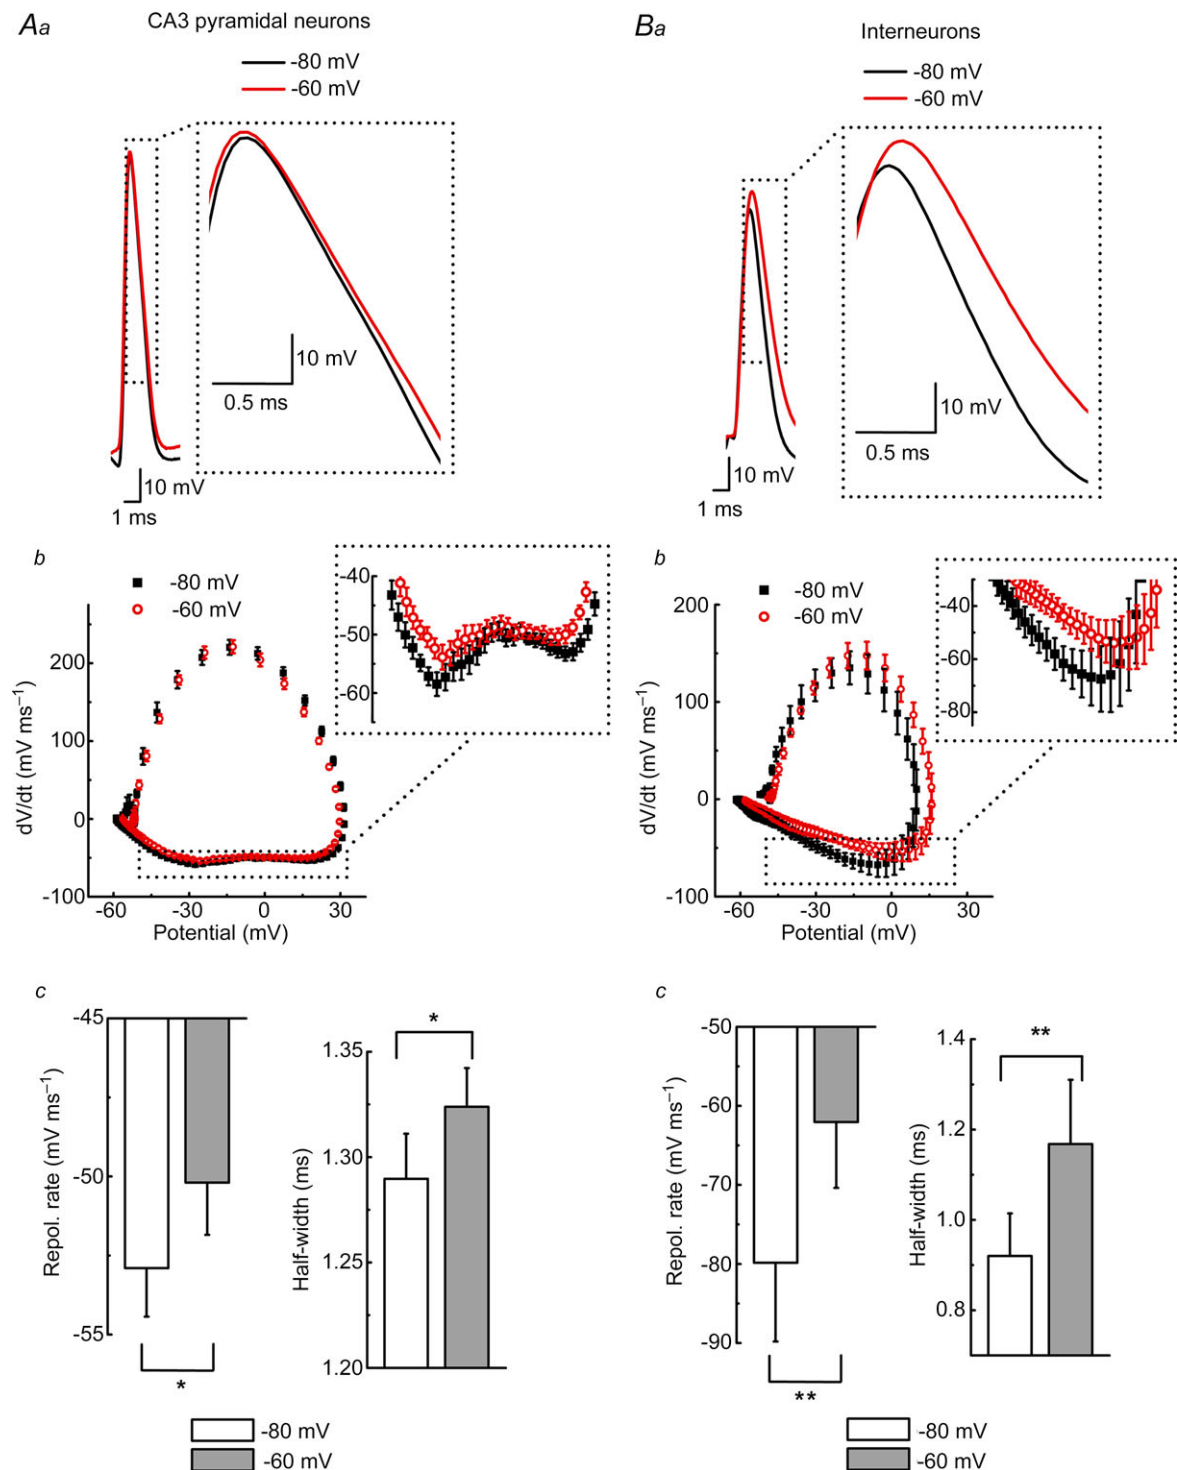 Aa
CA3 pyramidal neurons
-80 mV
-60 mV
10 mV
0.5 ms
10 mV
1 ms
Ba
Interneurons
-80 mV
-60 mV
10 mV
0.5 ms
10 mV
1 ms
b
-80 mV
-60 mV
-40
-50
-60
200
100
0
-100
dV/dt (mV ms⁻¹)
-60
-30
0
30
Potential (mV)
b
-80 mV
-60 mV
-40
-60
-80
200
100
0
-100
dV/dt (mV ms⁻¹)
-60
-30
0
30
Potential (mV)
c
-45
-50
-55
Repol. rate (mV ms⁻¹)
*
1.35
1.30
1.25
1.20
Half-width (ms)
*
-80 mV
-60 mV
c
-50
-60
-70
-80
-90
Repol. rate (mV ms⁻¹)
**
1.4
1.2
1.0
0.8
Half-width (ms)
**
-80 mV
-60 mV